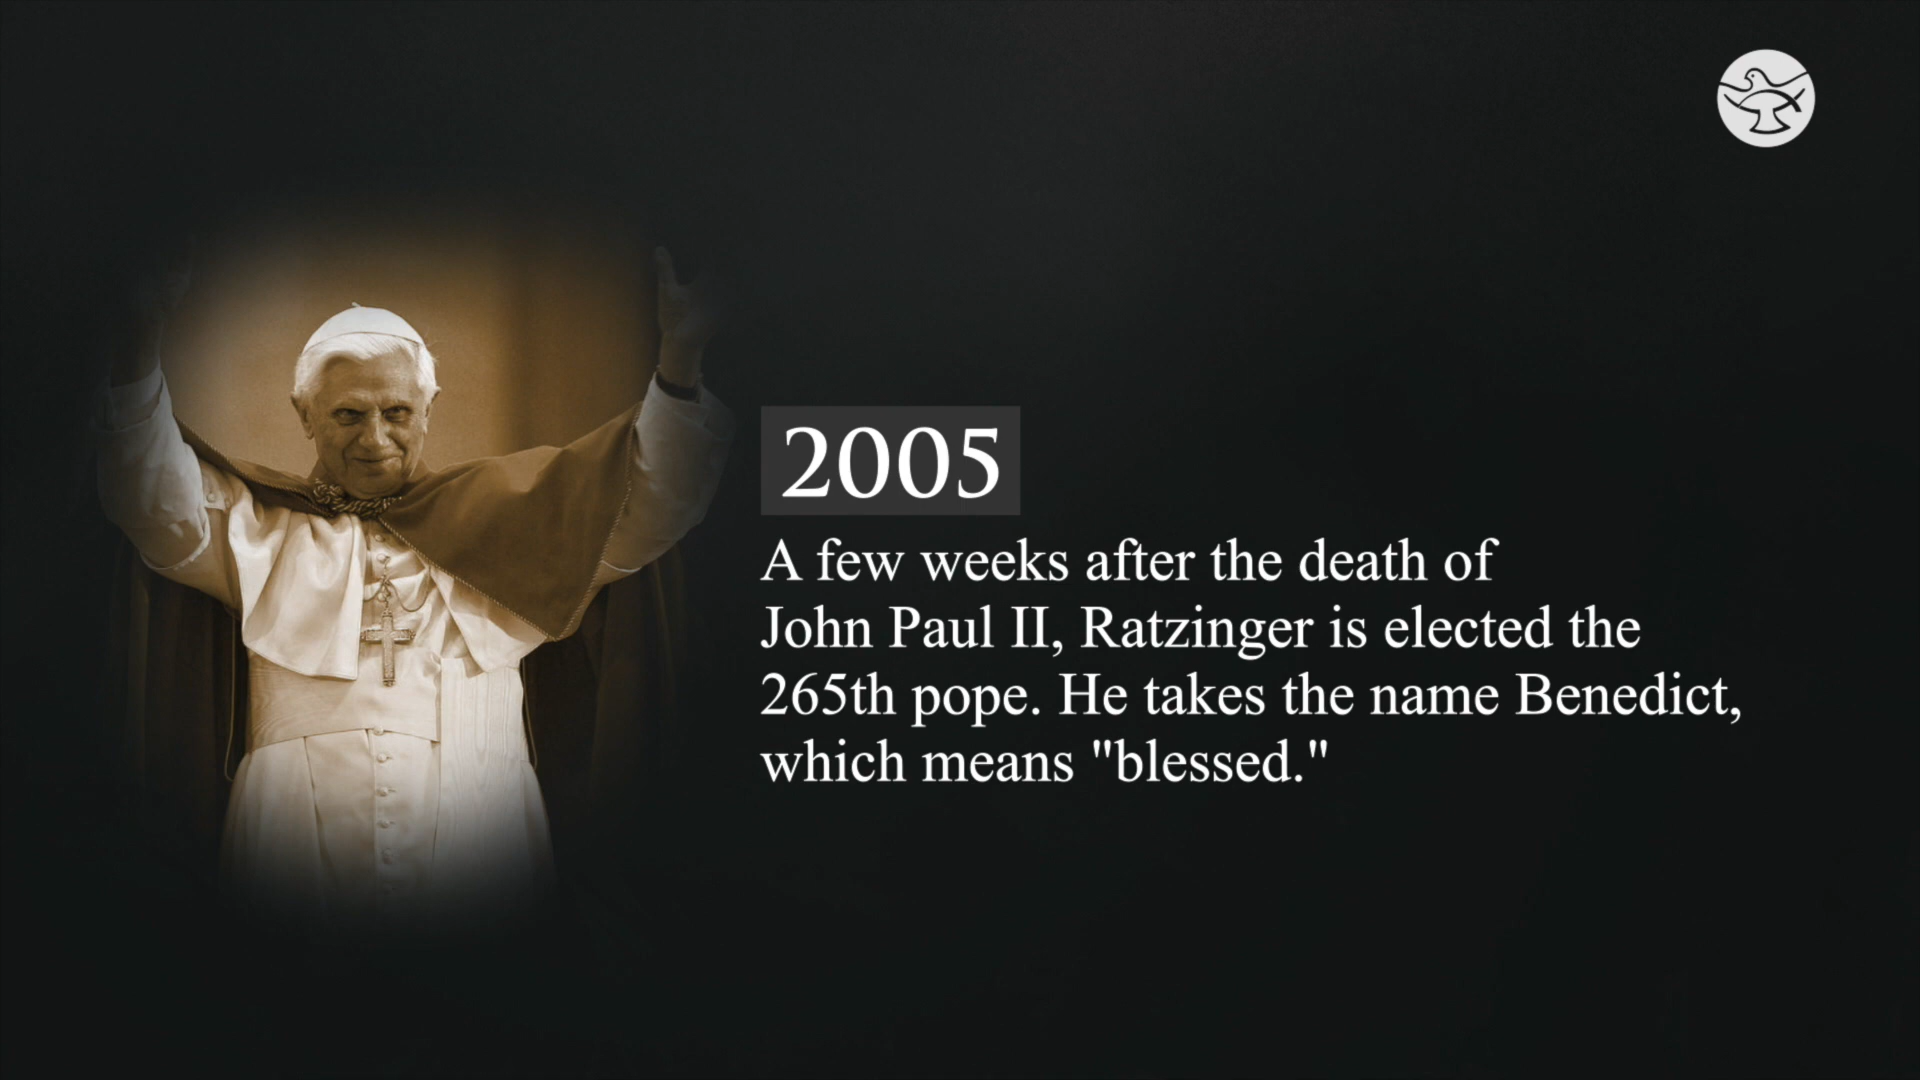 2005
A few weeks after the death of
John Paul II, Ratzinger is elected the
265th pope. He takes the name Benedict,
which means "blessed."